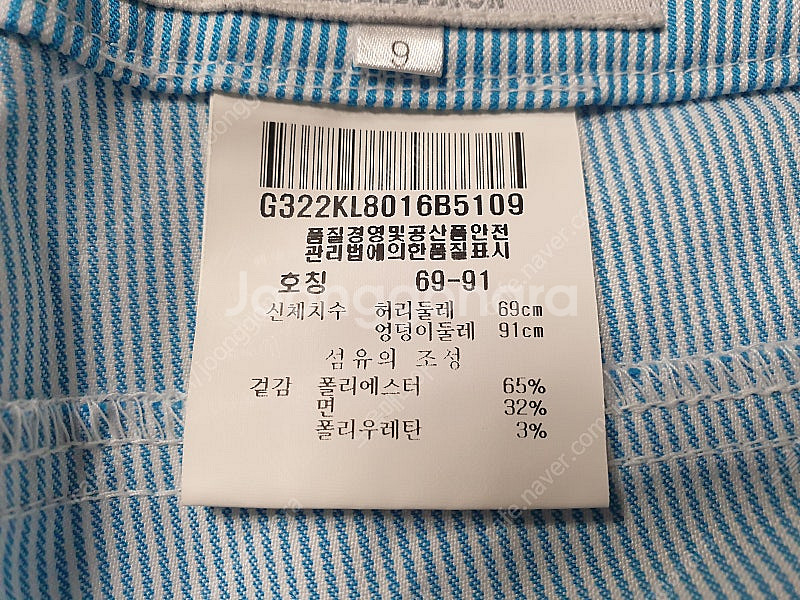 9
G322KL8016B5109
품질경영및공산품안전
관리법에의한품질표시
호칭 69-91
신체치수 허리둘레 69cm
엉덩이둘레 91cm
섬유의 조성
겉감 폴리에스터 65%
면 32%
폴리우레탄 3%
Joonggonara